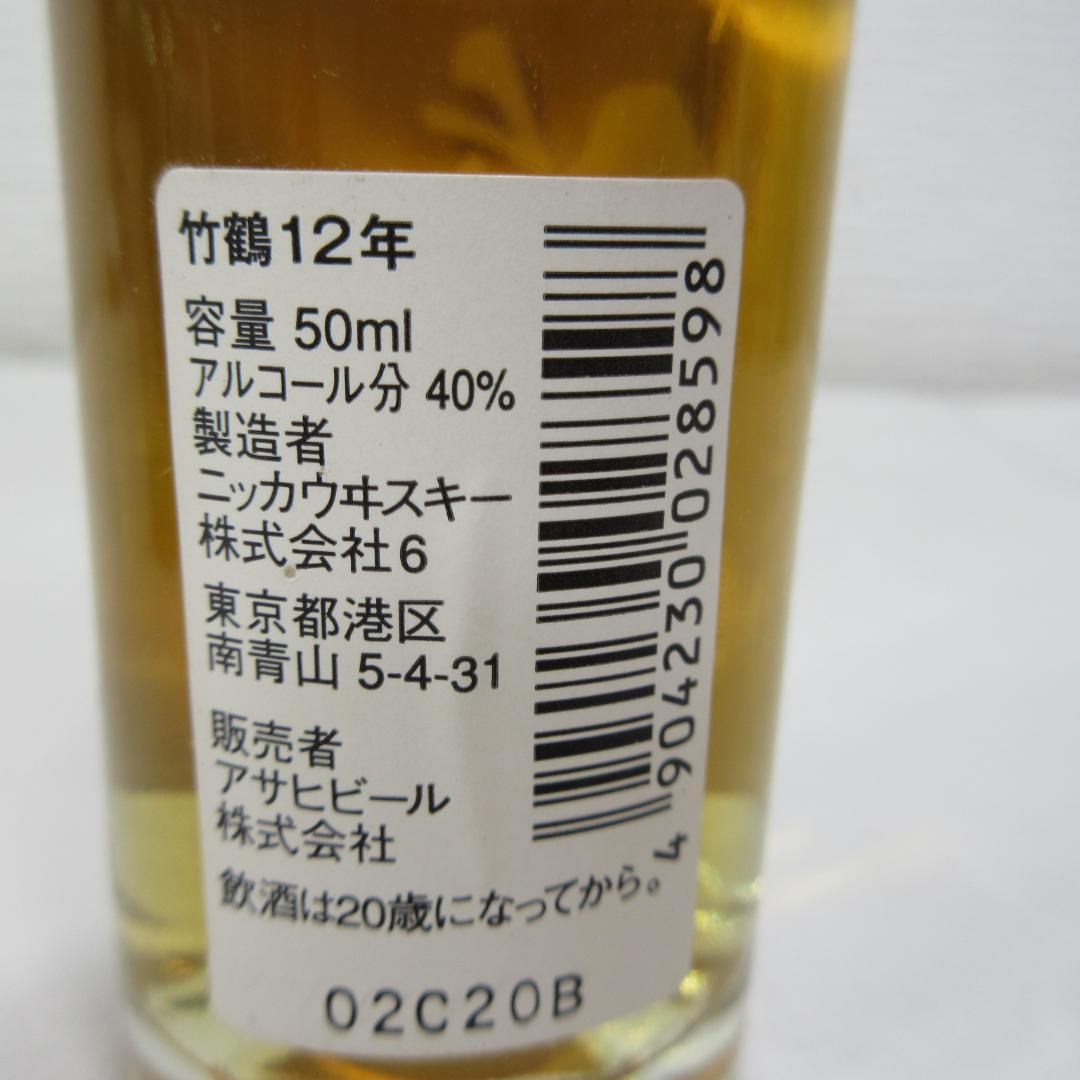 竹鶴12年
容量 50ml
アルコール分 40%
製造者
ニッカウヰスキー
株式会社6
東京都港区
南青山 5-4-31
販売者
アサヒビール
株式会社
飲酒は20歳になってから。
02C20B
4 904230 028598